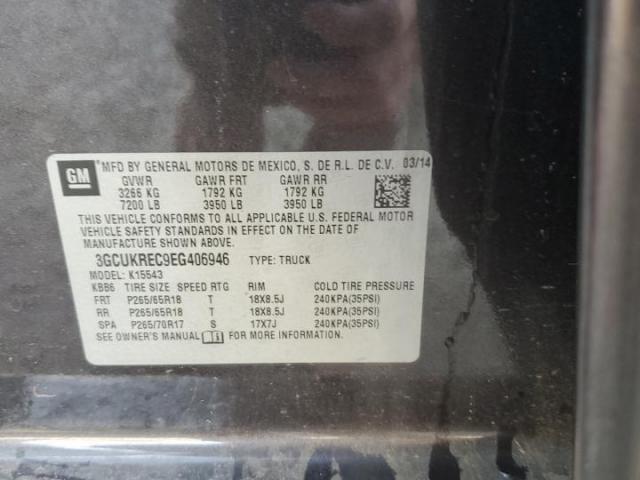 GM
MFD BY GENERAL MOTORS DE MEXICO, S. DE R.L. DE C.V. 03/14
GVWR GAWR FRT GAWR RR
3266 KG 1792 KG 1792 KG
7200 LB 3950 LB 3950 LB
THIS VEHICLE CONFORMS TO ALL APPLICABLE U.S. FEDERAL MOTOR
VEHICLE SAFETY STANDARDS IN EFFECT ON THE DATE OF
MANUFACTURE SHOWN ABOVE.
3GCUKREC9EG406946 TYPE: TRUCK
MODEL: K15543
KBB6 TIRE SIZE SPEED RTG RIM COLD TIRE PRESSURE
FRT P265/65R18 T 18X8.5J 240KPA(35PSI)
RR P265/65R18 T 18X8.5J 240KPA(35PSI)
SPA P265/70R17 S 17X7J 240KPA(35PSI)
SEE OWNER'S MANUAL FOR MORE INFORMATION.